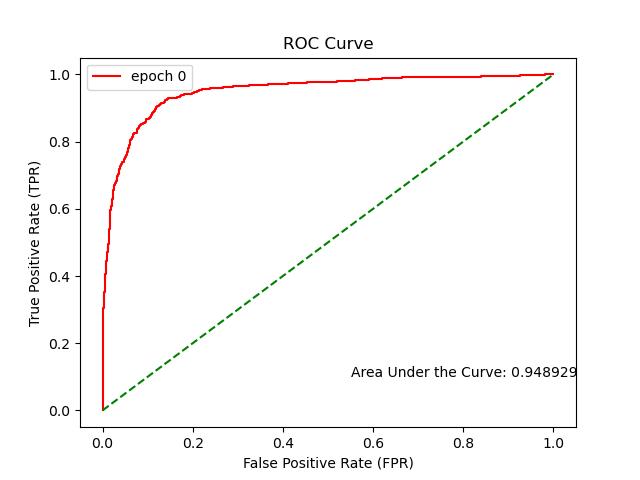 ROC Curve
epoch 0
True Positive Rate (TPR)
1.0
0.8
0.6
0.4
0.2
0.0
Area Under the Curve: 0.948929
0.0 0.2 0.4 0.6 0.8 1.0
False Positive Rate (FPR)